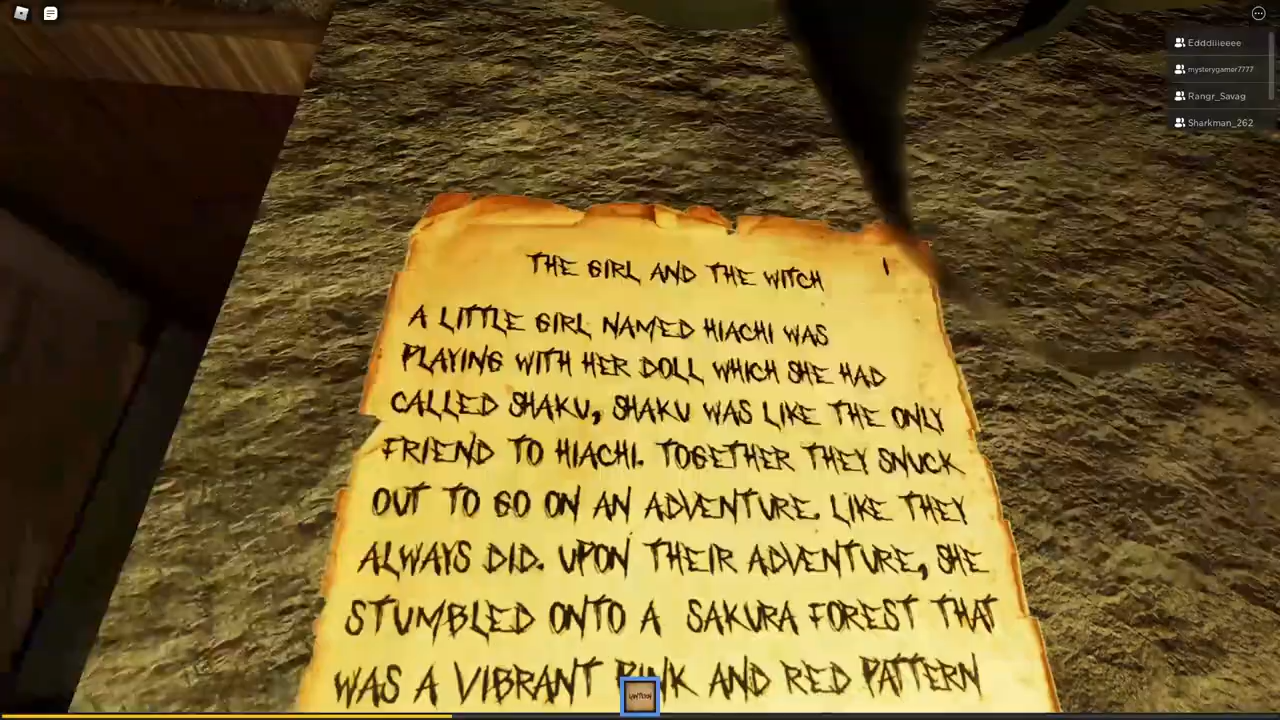 Edddiiieeee
mysterygamer7777
Rangr_Savag
Sharkman_262
THE GIRL AND THE WITCH
1
A LITTLE GIRL NAMED HIACHI WAS
PLAYING WITH HER DOLL WHICH SHE HAD
CALLED SHAKU, SHAKU WAS LIKE THE ONLY
FRIEND TO HIACHI. TOGETHER THEY SNUCK
OUT TO GO ON AN ADVENTURE. LIKE THEY
ALWAYS DID. UPON THEIR ADVENTURE, SHE
STUMBLED ONTO A SAKURA FOREST THAT
WAS A VIBRANT PINK AND RED PATTERN
LANTERN